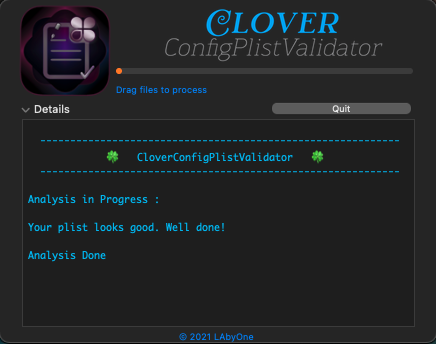 CLOVER
ConfigPlistValidator
Drag files to process
Details
Quit
------------------------------------------------------------
🍀 CloverConfigPlistValidator 🍀
------------------------------------------------------------
Analysis in Progress :
Your plist looks good. Well done!
Analysis Done
© 2021 LAbyOne